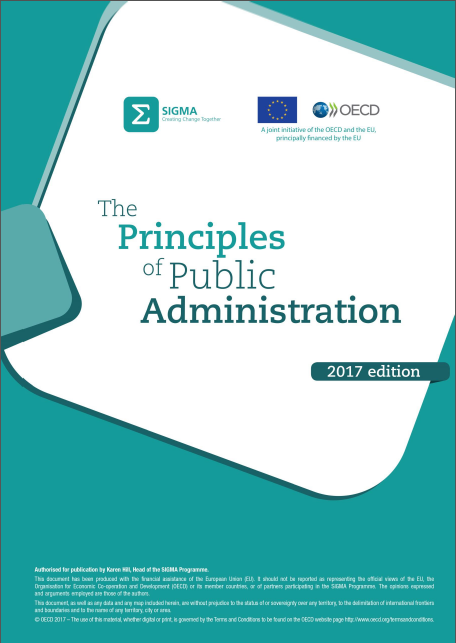 Σ SIGMA
Creating Change Together
OECD
A joint initiative of the OECD and the EU,
principally financed by the EU
The
Principles
of Public
Administration
2017 edition
Authorised for publication by Karen Hill, Head of the SIGMA Programme.
This document has been produced with the financial assistance of the European Union (EU). It should not be reported as representing the official views of the EU, the
Organisation for Economic Co-operation and Development (OECD) or its member countries, or of partners participating in the SIGMA Programme. The opinions expressed
and arguments employed are those of the authors.
This document, as well as any data and any map included herein, are without prejudice to the status of or sovereignty over any territory, to the delimitation of international frontiers
and boundaries and to the name of any territory, city or area.
© OECD 2017 – The use of this material, whether digital or print, is governed by the Terms and Conditions to be found on the OECD website page http://www.oecd.org/termsandconditions.